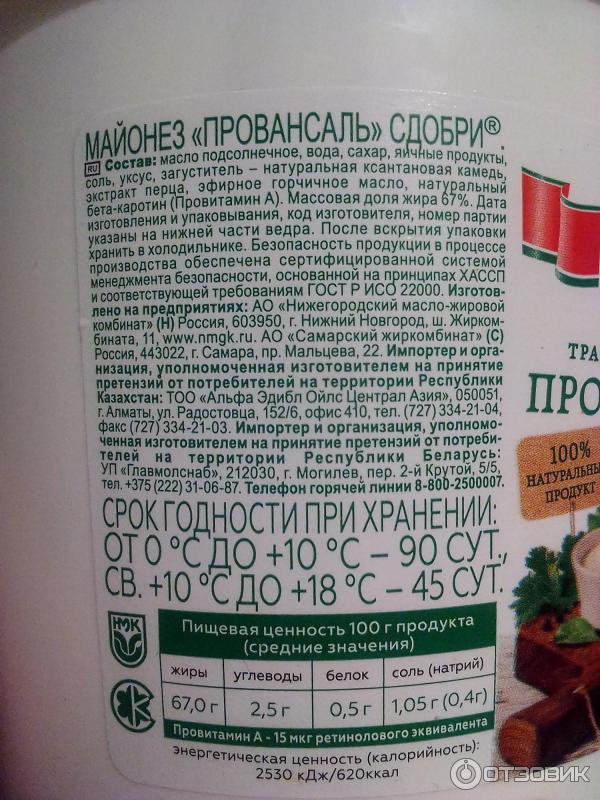 МАЙОНЕЗ «ПРОВАНСАЛЬ» СДОБРИ®.
RU Состав: масло подсолнечное, вода, сахар, яичные продукты,
соль, уксус, загуститель – натуральная ксантановая камедь,
экстракт перца, эфирное горчичное масло, натуральный
бета-каротин (Провитамин А). Массовая доля жира 67%. Дата
изготовления и упаковывания, код изготовителя, номер партии
указаны на нижней части ведра. После вскрытия упаковки
хранить в холодильнике. Безопасность продукции в процессе
производства обеспечена сертифицированной системой
менеджмента безопасности, основанной на принципах ХАССП
и соответствующей требованиям ГОСТ Р ИСО 22000. Изготов-
лено на предприятиях: АО «Нижегородский масло-жировой
комбинат» (Н) Россия, 603950, г. Нижний Новгород, ш. Жирком-
бината, 11, www.nmgk.ru. АО «Самарский жиркомбинат» (С)
Россия, 443022, г. Самара, пр. Мальцева, 22. Импортер и орга-
низация, уполномоченная изготовителем на принятие
претензий от потребителей на территории Республики
Казахстан: ТОО «Альфа Эдибл Ойлс Централ Азия», 050051,
г. Алматы, ул. Радостовца, 152/6, офис 410, тел. (727) 334-21-04,
факс (727) 334-21-03. Импортер и организация, уполномо-
ченная изготовителем на принятие претензий от потреби-
телей на территории Республики Беларусь:
УП «Главмолснаб», 212030, г. Могилев, пер. 2-й Крутой, 5/5,
тел. +375 (222) 31-06-87. Телефон горячей линии 8-800-2500007.
СРОК ГОДНОСТИ ПРИ ХРАНЕНИИ:
ОТ 0 °С ДО +10 °С – 90 СУТ.,
СВ. +10 °С ДО +18 °С – 45 СУТ.
НМЖК
Пищевая ценность 100 г продукта
(средние значения)
жиры углеводы белок соль (натрий)
67,0 г 2,5 г 0,5 г 1,05 г (0,4г)
Провитамин А - 15 мкг ретинолового эквивалента
энергетическая ценность (калорийность):
2530 кДж/620ккал
ТРА
ПРО
100%
НАТУРАЛЬНЫ
ПРОДУКТ
ОТЗОВИК